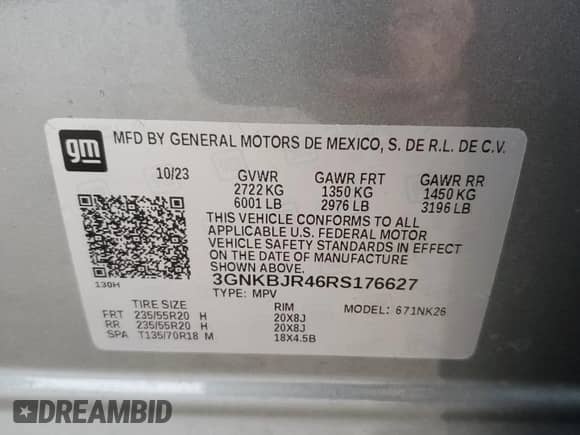 gm
MFD BY GENERAL MOTORS DE MEXICO, S. DE R.L. DE C.V.
10/23 GVWR GAWR FRT GAWR RR
2722 KG 1350 KG 1450 KG
6001 LB 2976 LB 3196 LB
THIS VEHICLE CONFORMS TO ALL
APPLICABLE U.S. FEDERAL MOTOR
VEHICLE SAFETY STANDARDS IN EFFECT
ON THE DATE OF MANUFACTURE
SHOWN ABOVE.
130H 3GNKBJR46RS176627
TYPE: MPV
TIRE SIZE RIM MODEL: 671NK26
FRT 235/55R20 H 20X8J
RR 235/55R20 H 20X8J
SPA T135/70R18 M 18X4.5B
DREAMBID